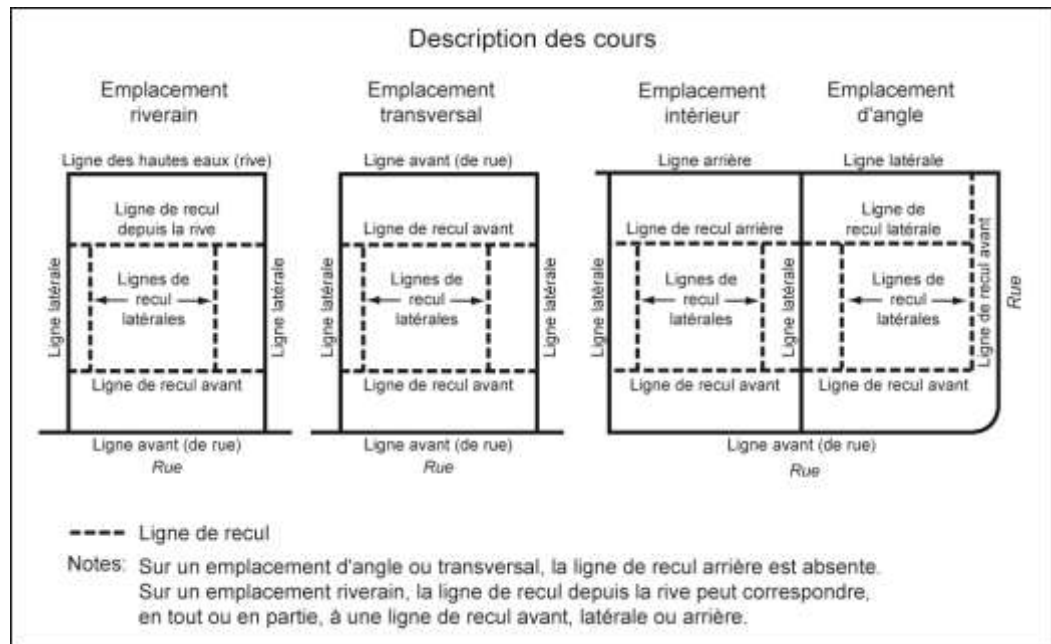 Description des cours
Emplacement
riverain
Ligne des hautes eaux (rive)
Ligne de recul
depuis la rive
Ligne latérale
Lignes de
recul
latérales
Ligne latérale
Ligne de recul avant
Ligne avant (de rue)
Rue
Emplacement
transversal
Ligne avant (de rue)
Ligne de recul avant
Ligne latérale
Lignes de
recul
latérales
Ligne latérale
Ligne de recul avant
Ligne avant (de rue)
Rue
Emplacement
intérieur
Ligne arrière
Ligne de recul arrière
Ligne latérale
Lignes de
recul
latérales
Ligne latérale
Ligne de recul avant
Emplacement
d'angle
Ligne latérale
Ligne de
recul latérale
Lignes de
recul
latérales
Ligne de recul avant
Rue
Ligne de recul avant
Ligne avant (de rue)
Rue
Ligne de recul
Notes: Sur un emplacement d'angle ou transversal, la ligne de recul arrière est absente.
Sur un emplacement riverain, la ligne de recul depuis la rive peut correspondre,
en tout ou en partie, à une ligne de recul avant, latérale ou arrière.